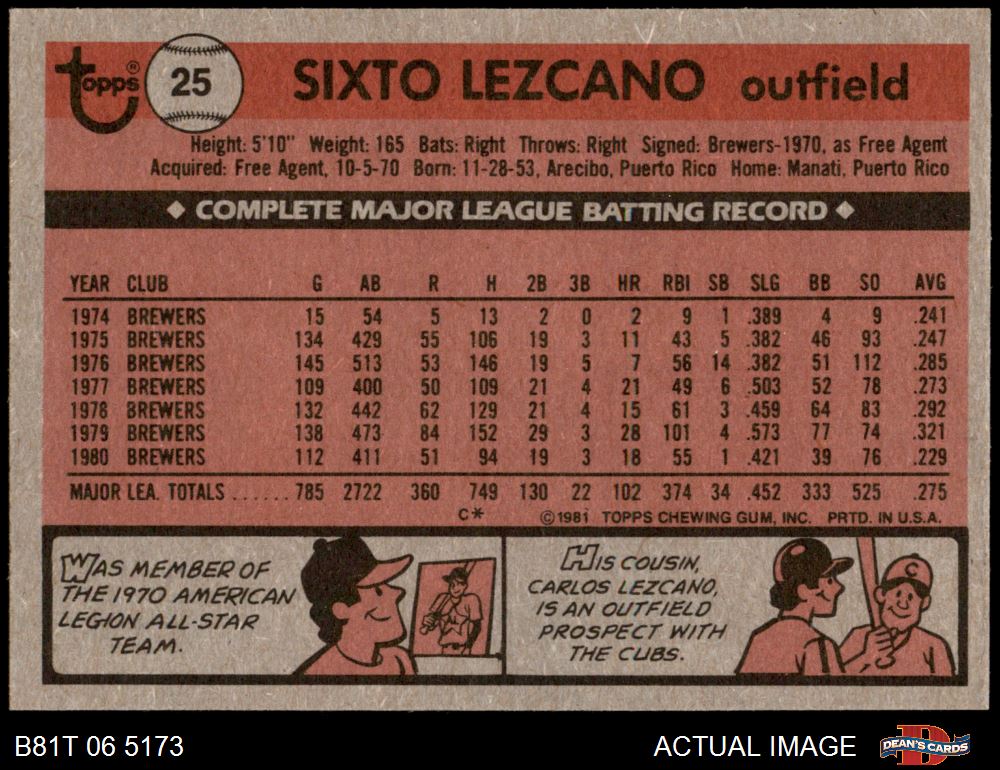 topps® 25 SIXTO LEZCANO outfield
Height: 5'10" Weight: 165 Bats: Right Throws: Right Signed: Brewers-1970, as Free Agent
Acquired: Free Agent, 10-5-70 Born: 11-28-53, Arecibo, Puerto Rico Home: Manati, Puerto Rico
◆ COMPLETE MAJOR LEAGUE BATTING RECORD ◆
YEAR CLUB G AB R H 2B 3B HR RBI SB SLG BB SO AVG
1974 BREWERS 15 54 5 13 2 0 2 9 1 .389 4 9 .241
1975 BREWERS 134 429 55 106 19 3 11 43 5 .382 46 93 .247
1976 BREWERS 145 513 53 146 19 5 7 56 14 .382 51 112 .285
1977 BREWERS 109 400 50 109 21 4 21 49 6 .503 52 78 .273
1978 BREWERS 132 442 62 129 21 4 15 61 3 .459 64 83 .292
1979 BREWERS 138 473 84 152 29 3 28 101 4 .573 77 74 .321
1980 BREWERS 112 411 51 94 19 3 18 55 1 .421 39 76 .229
MAJOR LEA. TOTALS ...... 785 2722 360 749 130 22 102 374 34 .452 333 525 .275
C* ©1981 TOPPS CHEWING GUM, INC. PRTD. IN U.S.A.
WAS MEMBER OF
THE 1970 AMERICAN
LEGION ALL-STAR
TEAM.
HIS COUSIN,
CARLOS LEZCANO,
IS AN OUTFIELD
PROSPECT WITH
THE CUBS.
C
B81T 06 5173 ACTUAL IMAGE DEAN'S CARDS